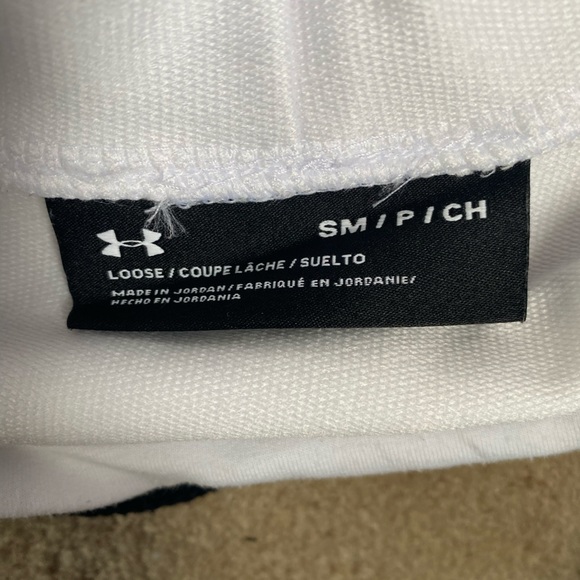 SM / P / CH
LOOSE / COUPE LÂCHE / SUELTO
MADE IN JORDAN / FABRIQUÉ EN JORDANIE /
HECHO EN JORDANIA